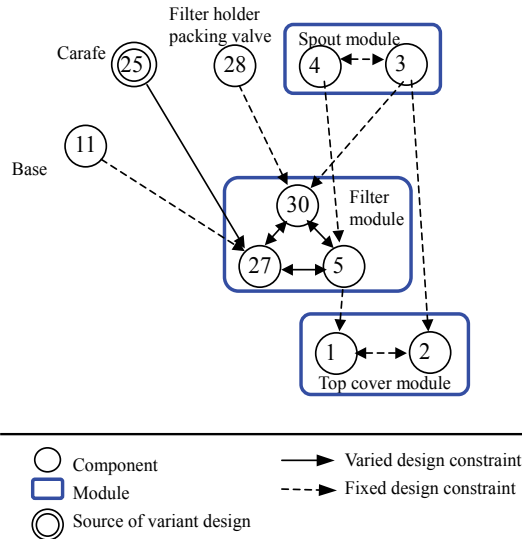 Filter holder
packing valve
Carafe
25
28
Spout module
4
3
11
Base
30
Filter
module
27
5
1
2
Top cover module
Component
Module
Source of variant design
Varied design constraint
Fixed design constraint